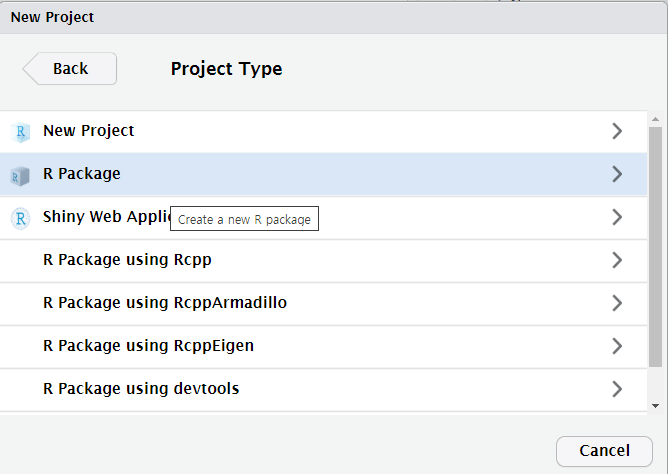 New Project
Back
Project Type
R New Project
R Package
R Shiny Web Applic
Create a new R package
R Package using Rcpp
R Package using RcppArmadillo
R Package using RcppEigen
R Package using devtools
Cancel